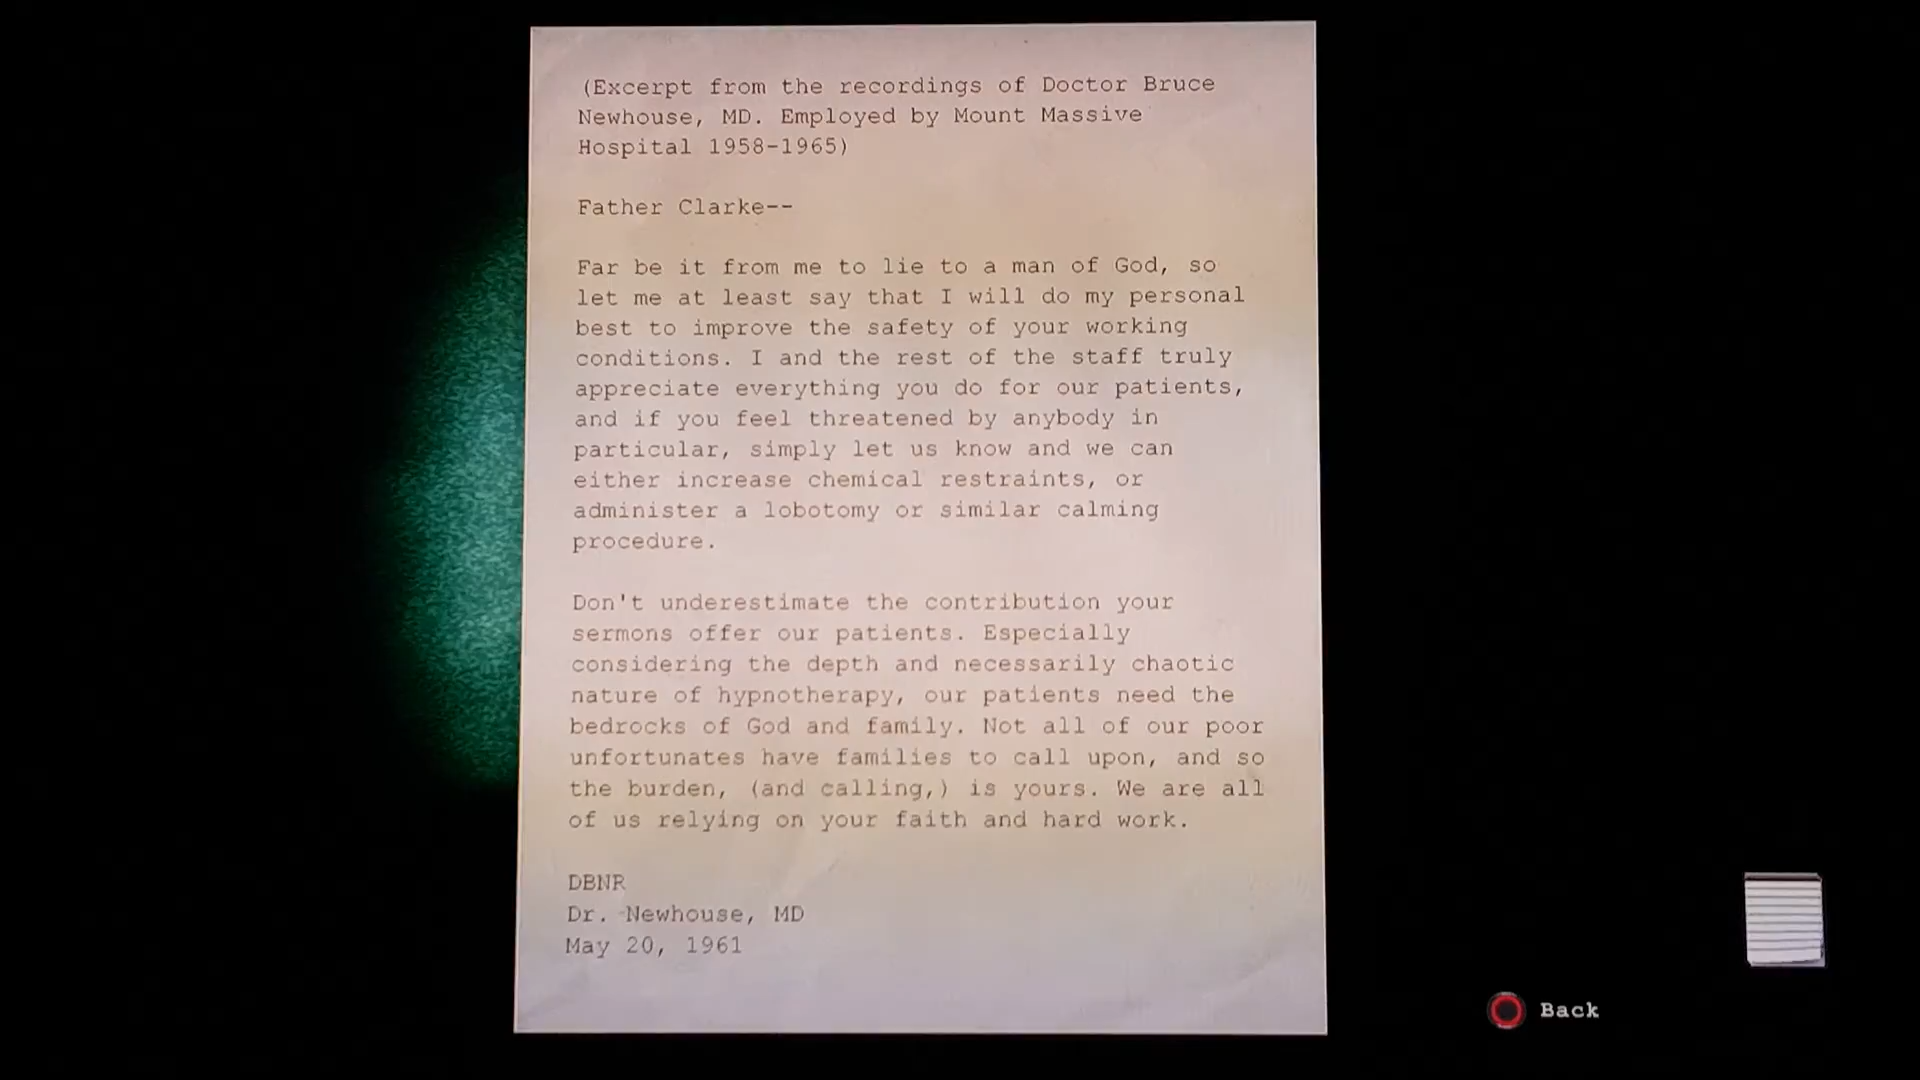 (Excerpt from the recordings of Doctor Bruce
Newhouse, MD. Employed by Mount Massive
Hospital 1958-1965)
Father Clarke--
Far be it from me to lie to a man of God, so
let me at least say that I will do my personal
best to improve the safety of your working
conditions. I and the rest of the staff truly
appreciate everything you do for our patients,
and if you feel threatened by anybody in
particular, simply let us know and we can
either increase chemical restraints, or
administer a lobotomy or similar calming
procedure.
Don't underestimate the contribution your
sermons offer our patients. Especially
considering the depth and necessarily chaotic
nature of hypnotherapy, our patients need the
bedrocks of God and family. Not all of our poor
unfortunates have families to call upon, and so
the burden, (and calling,) is yours. We are all
of us relying on your faith and hard work.
DBNR
Dr. Newhouse, MD
May 20, 1961
Back